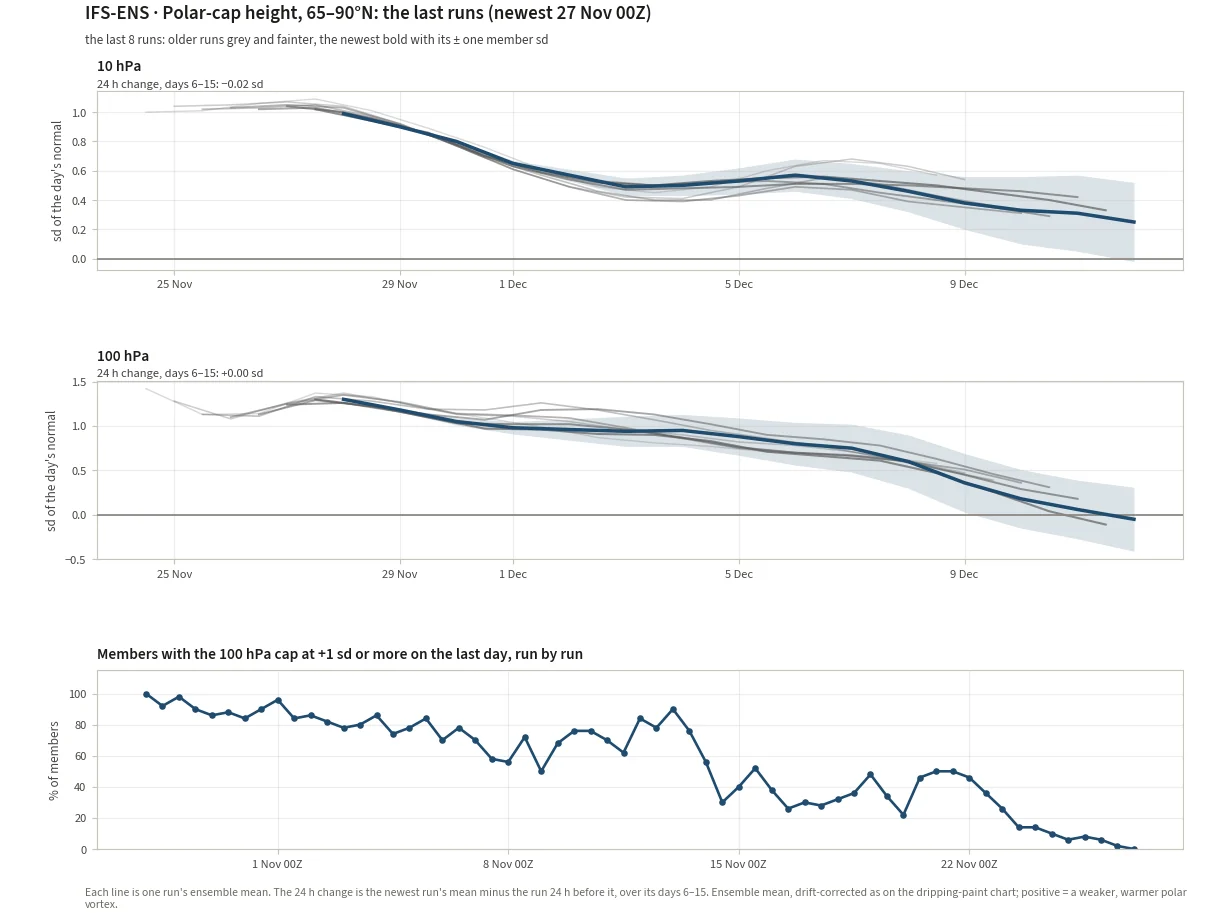 IFS-ENS · Polar-cap height, 65–90°N: the last runs (newest 27 Nov 00Z)
the last 8 runs: older runs grey and fainter, the newest bold with its ± one member sd
10 hPa
24 h change, days 6–15: −0.02 sd
sd of the day's normal
1.0
0.8
0.6
0.4
0.2
0.0
25 Nov
29 Nov
1 Dec
5 Dec
9 Dec
100 hPa
24 h change, days 6–15: +0.00 sd
sd of the day's normal
1.5
1.0
0.5
0.0
−0.5
25 Nov
29 Nov
1 Dec
5 Dec
9 Dec
Members with the 100 hPa cap at +1 sd or more on the last day, run by run
% of members
100
80
60
40
20
0
1 Nov 00Z
8 Nov 00Z
15 Nov 00Z
22 Nov 00Z
Each line is one run's ensemble mean. The 24 h change is the newest run's mean minus the run 24 h before it, over its days 6–15. Ensemble mean, drift-corrected as on the dripping-paint chart; positive = a weaker, warmer polar
vortex.